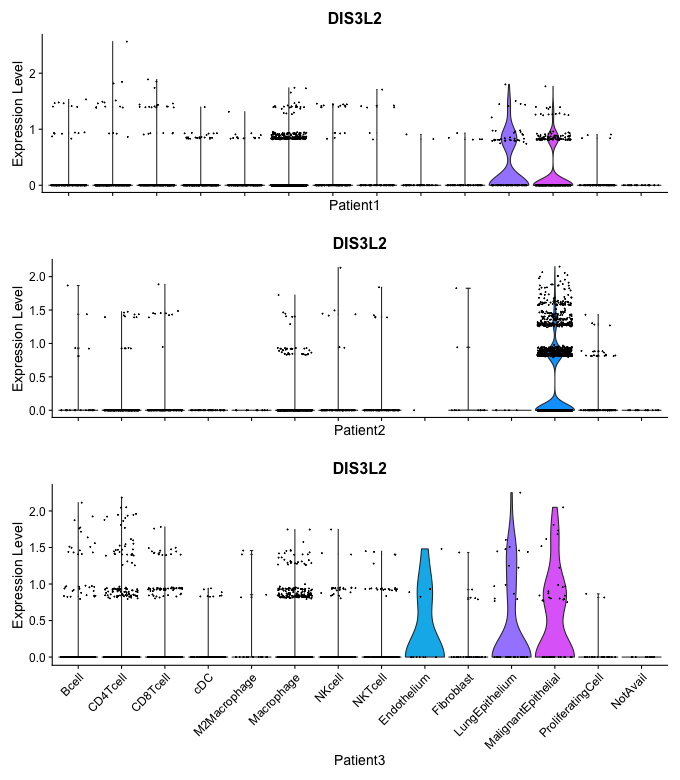 DIS3L2
Expression Level
2
1
0
Patient1
DIS3L2
Expression Level
2.0
1.5
1.0
0.5
0.0
Patient2
DIS3L2
Expression Level
2.0
1.5
1.0
0.5
0.0
Bcell
CD4Tcell
CD8Tcell
cDC
M2Macrophage
Macrophage
NKcell
NKTcell
Endothelium
Fibroblast
LungEpithelium
MalignantEpithelial
ProliferatingCell
NotAvail
Patient3